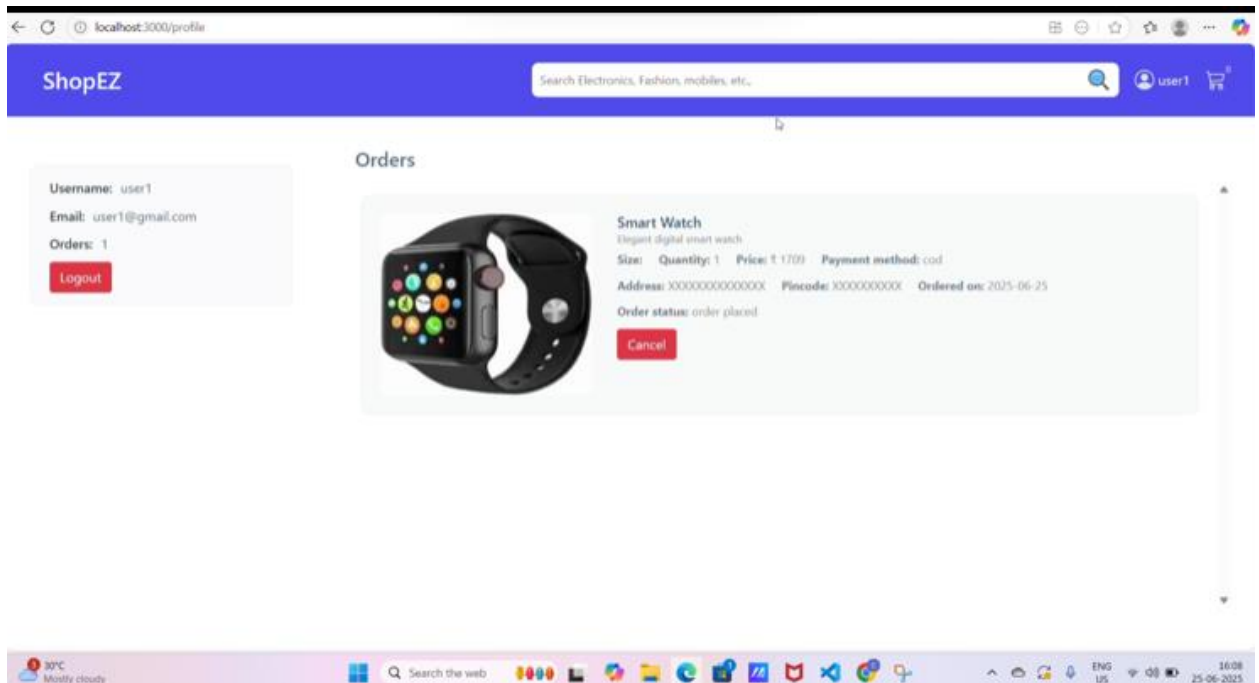 localhost:3000/profile
ShopEZ
Search Electronics, Fashion, mobiles, etc.,
user1
0
Orders
Username: user1
Email: user1@gmail.com
Orders: 1
Logout
Smart Watch
Elegant digital smart watch
Size: Quantity: 1 Price: ₹ 1709 Payment method: cod
Address: XXXXXXXXXXXXX Pincode: XXXXXXXXXX Ordered on: 2025-06-25
Order status: order placed
Cancel
30°C
Mostly cloudy
Search the web
ENG
US
16:08
25-06-2025